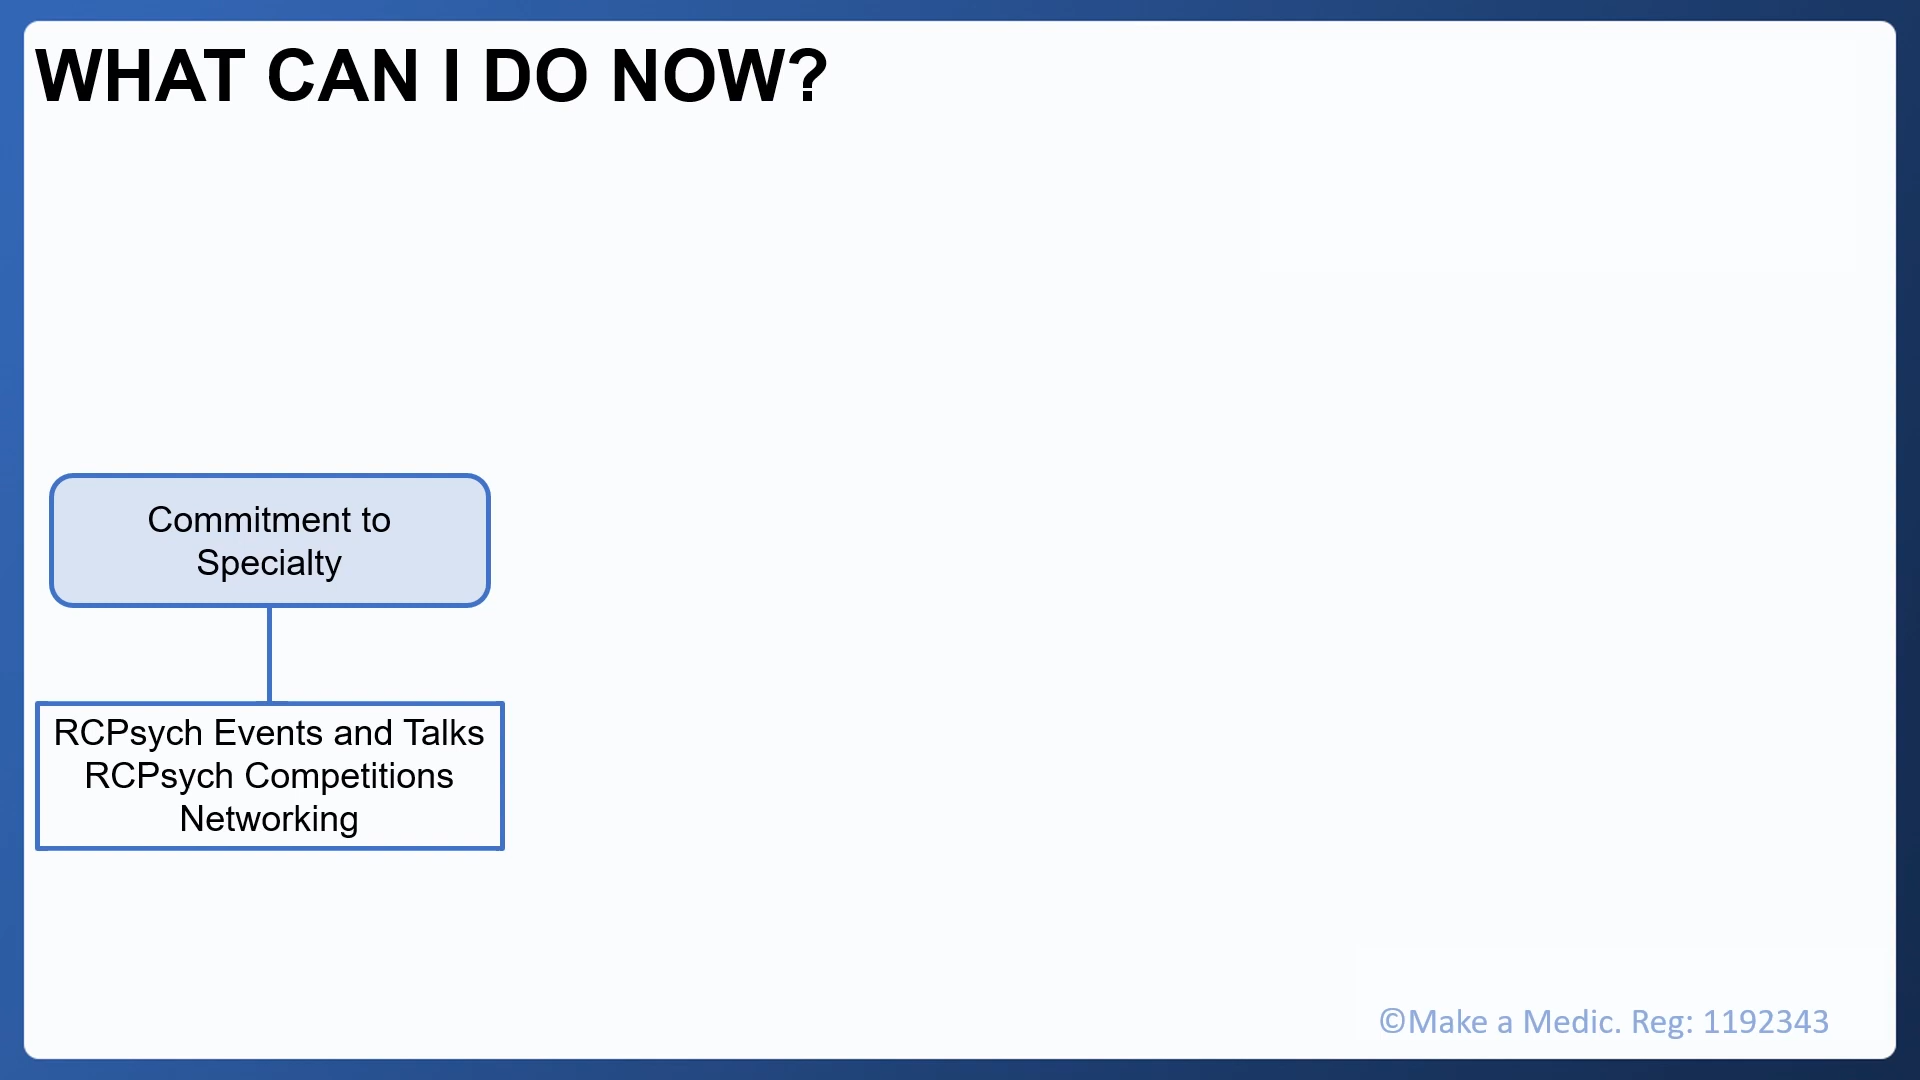 WHAT CAN I DO NOW?
Commitment to
Specialty
RCPsych Events and Talks
RCPsych Competitions
Networking
©Make a Medic. Reg: 1192343